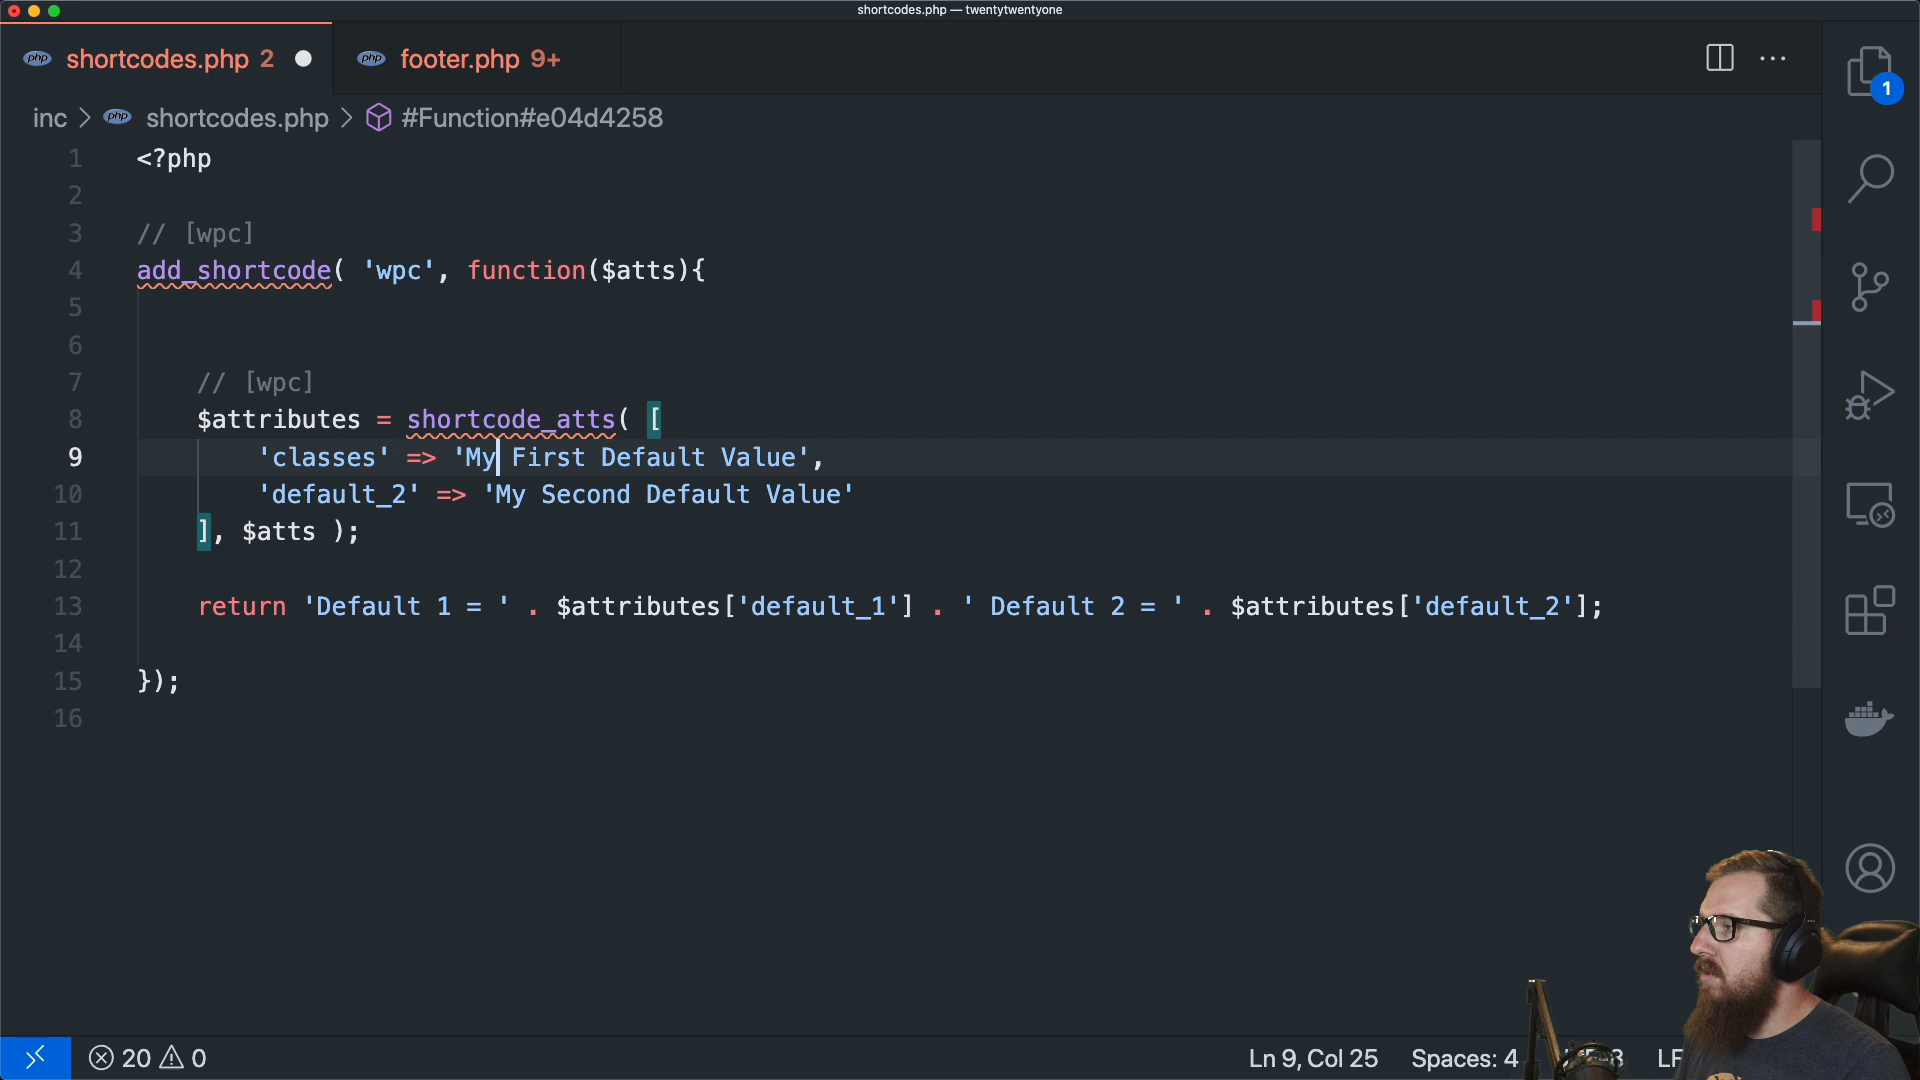 shortcodes.php — twentytwentyone
php shortcodes.php 2
php footer.php 9+
inc > php shortcodes.php > #Function#e04d4258
1
1 <?php
2
3 // [wpc]
4 add_shortcode( 'wpc', function($atts){
5
6
7 // [wpc]
8 $attributes = shortcode_atts( [
9 'classes' => 'My First Default Value',
10 'default_2' => 'My Second Default Value'
11 ], $atts );
12
13 return 'Default 1 = ' . $attributes['default_1'] . ' Default 2 = ' . $attributes['default_2'];
14
15 });
16
20 0
Ln 9, Col 25 Spaces: 4 LF